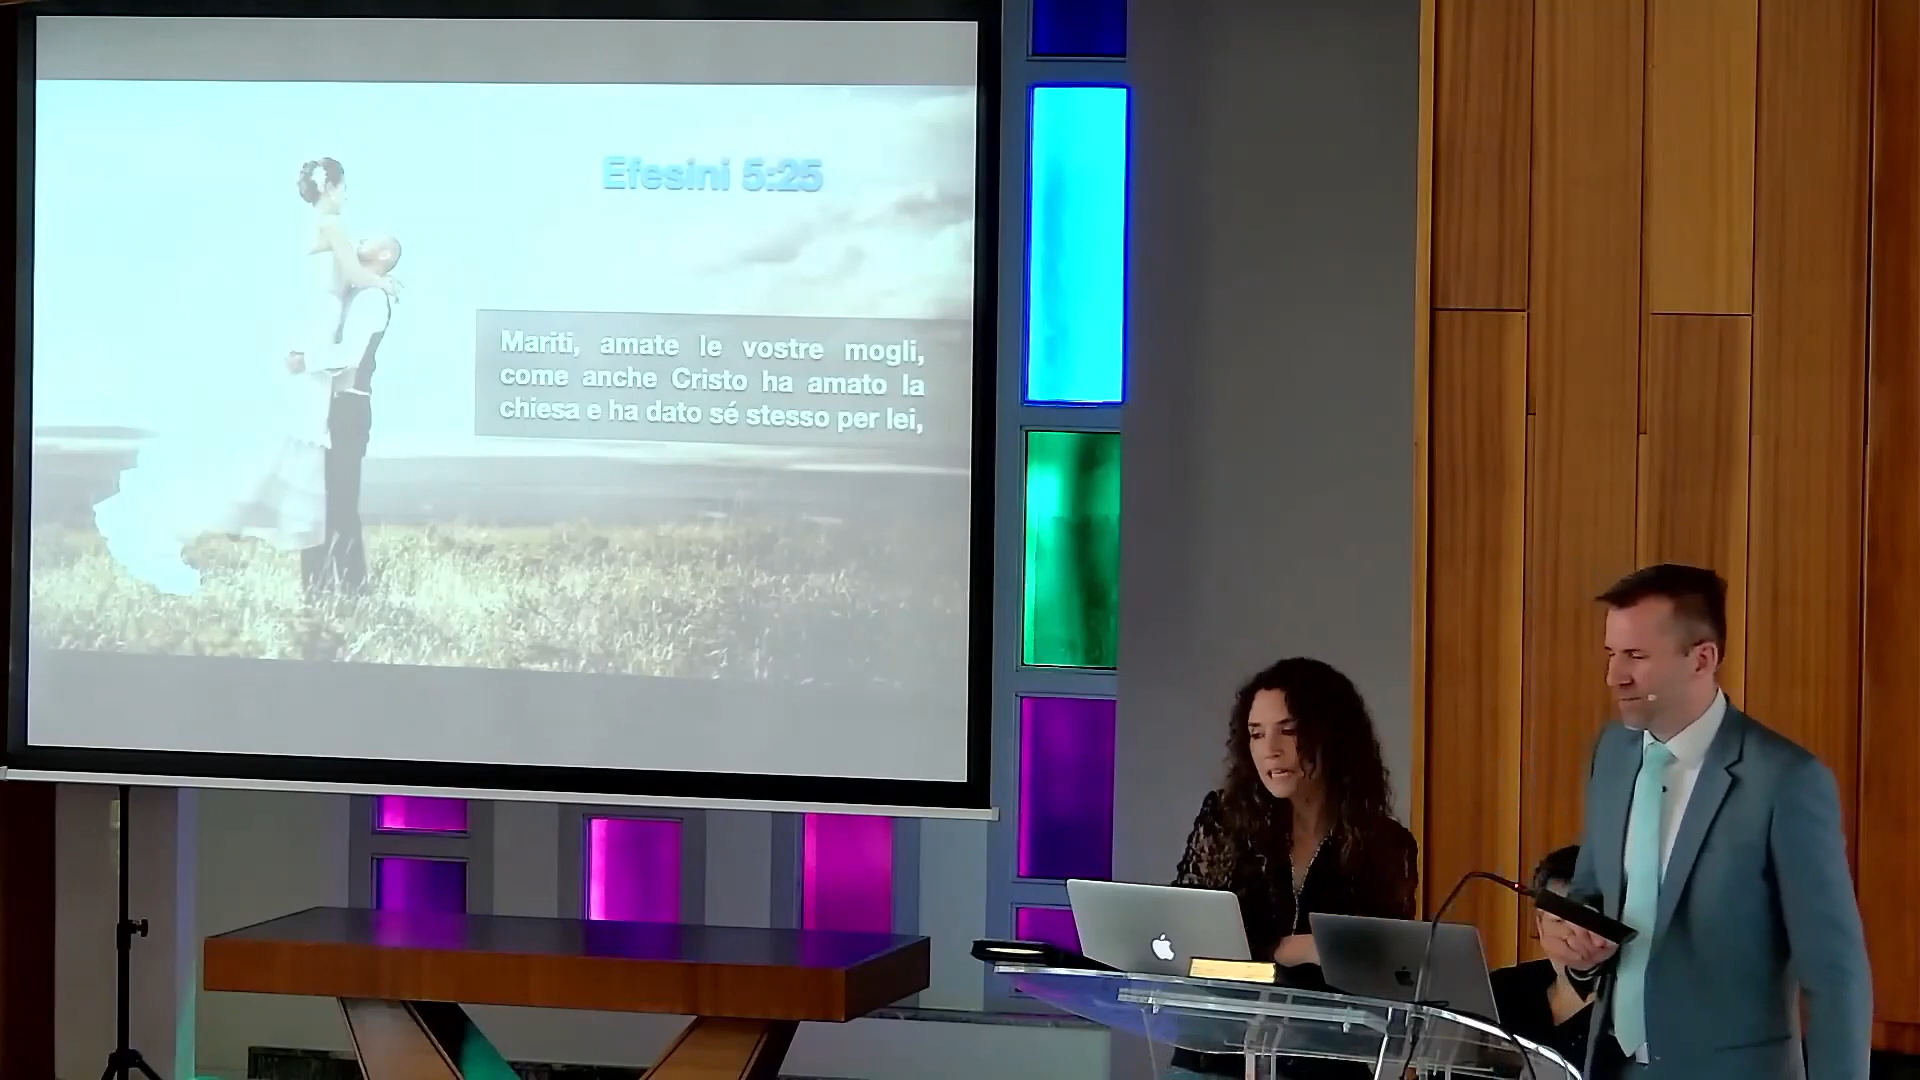 Efesini 5:25
Mariti, amate le vostre mogli,
come anche Cristo ha amato la
chiesa e ha dato sé stesso per lei,